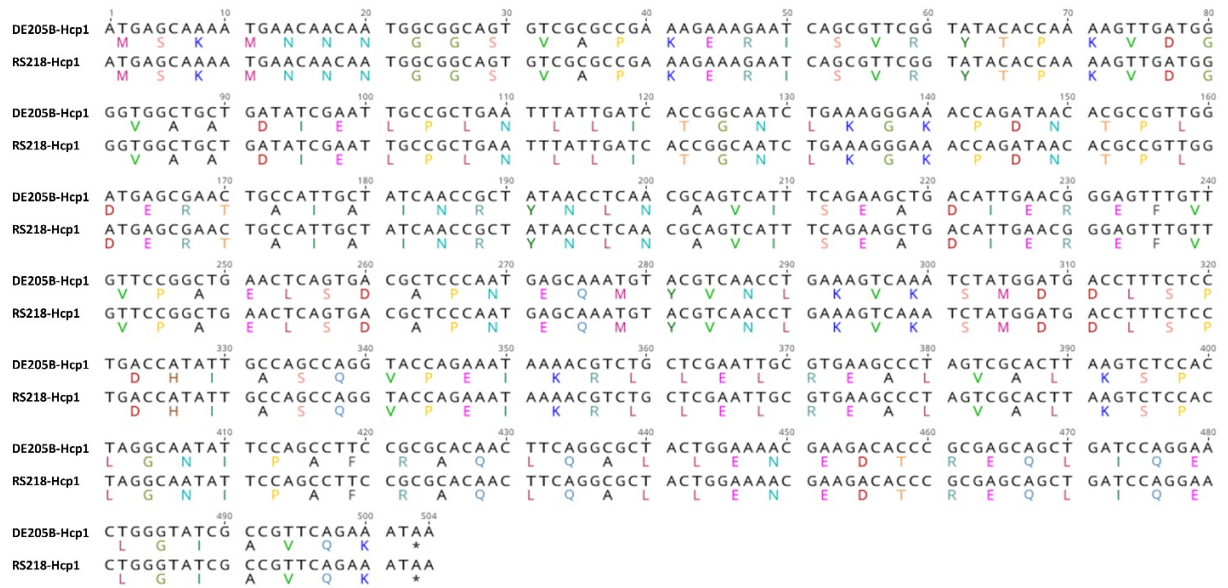 1 10 20 30 40 50 60 70 80
DE205B-Hcp1 ATGAGCAAAA TGAACAACAA TGGCGGCAGT GTCGCGCCGA AAGAAAGAAT CAGCGTTCGG TATACACCAA AAGTTGATGG
M S K M N N N G G S V A P K E R I S V R Y T P K V D G
RS218-Hcp1 ATGAGCAAAA TGAACAACAA TGGCGGCAGT GTCGCGCCGA AAGAAAGAAT CAGCGTTCGG TATACACCAA AAGTTGATGG
M S K M N N N G G S V A P K E R I S V R Y T P K V D G
90 100 110 120 130 140 150 160
DE205B-Hcp1 GGTGGCTGCT GATATCGAAT TGCCGCTGAA TTTATTGATC ACCGGCAATC TGAAAGGGAA ACCAGATAAC ACGCCGTTGG
V A A D I E L P L N L L I T G N L K G K P D N T P L
RS218-Hcp1 GGTGGCTGCT GATATCGAAT TGCCGCTGAA TTTATTGATC ACCGGCAATC TGAAAGGGAA ACCAGATAAC ACGCCGTTGG
V A A D I E L P L N L L I T G N L K G K P D N T P L
170 180 190 200 210 220 230 240
DE205B-Hcp1 ATGAGCGAAC TGCCATTGCT ATCAACCGCT ATAACCTCAA CGCAGTCATT TCAGAAGCTG ACATTGAACG GGAGTTTGTT
D E R T A I A I N R Y N L N A V I S E A D I E R E F V
RS218-Hcp1 ATGAGCGAAC TGCCATTGCT ATCAACCGCT ATAACCTCAA CGCAGTCATT TCAGAAGCTG ACATTGAACG GGAGTTTGTT
D E R T A I A I N R Y N L N A V I S E A D I E R E F V
250 260 270 280 290 300 310 320
DE205B-Hcp1 GTTCCGGCTG AACTCAGTGA CGCTCCCAAT GAGCAAATGT ACGTCAACCT GAAAGTCAAA TCTATGGATG ACCTTTCTCC
V P A E L S D A P N E Q M Y V N L K V K S M D D L S P
RS218-Hcp1 GTTCCGGCTG AACTCAGTGA CGCTCCCAAT GAGCAAATGT ACGTCAACCT GAAAGTCAAA TCTATGGATG ACCTTTCTCC
V P A E L S D A P N E Q M Y V N L K V K S M D D L S P
330 340 350 360 370 380 390 400
DE205B-Hcp1 TGACCATATT GCCAGCCAGG TACCAGAAAT AAAACGTCTG CTCGAATTGC GTGAAGCCCT AGTCGCACTT AAGTCTCCAC
D H I A S Q V P E I K R L L E L R E A L V A L K S P
RS218-Hcp1 TGACCATATT GCCAGCCAGG TACCAGAAAT AAAACGTCTG CTCGAATTGC GTGAAGCCCT AGTCGCACTT AAGTCTCCAC
D H I A S Q V P E I K R L L E L R E A L V A L K S P
410 420 430 440 450 460 470 480
DE205B-Hcp1 TAGGCAATAT TCCAGCCTTC CGCGCACAAC TTCAGGCGCT ACTGGAAAAC GAAGACACCC GCGAGCAGCT GATCCAGGAA
L G N I P A F R A Q L Q A L L E N E D T R E Q L I Q E
RS218-Hcp1 TAGGCAATAT TCCAGCCTTC CGCGCACAAC TTCAGGCGCT ACTGGAAAAC GAAGACACCC GCGAGCAGCT GATCCAGGAA
L G N I P A F R A Q L Q A L L E N E D T R E Q L I Q E
490 500 504
DE205B-Hcp1 CTGGGTATCG CCGTTCAGAA ATAA
L G I A V Q K *
RS218-Hcp1 CTGGGTATCG CCGTTCAGAA ATAA
L G I A V Q K *